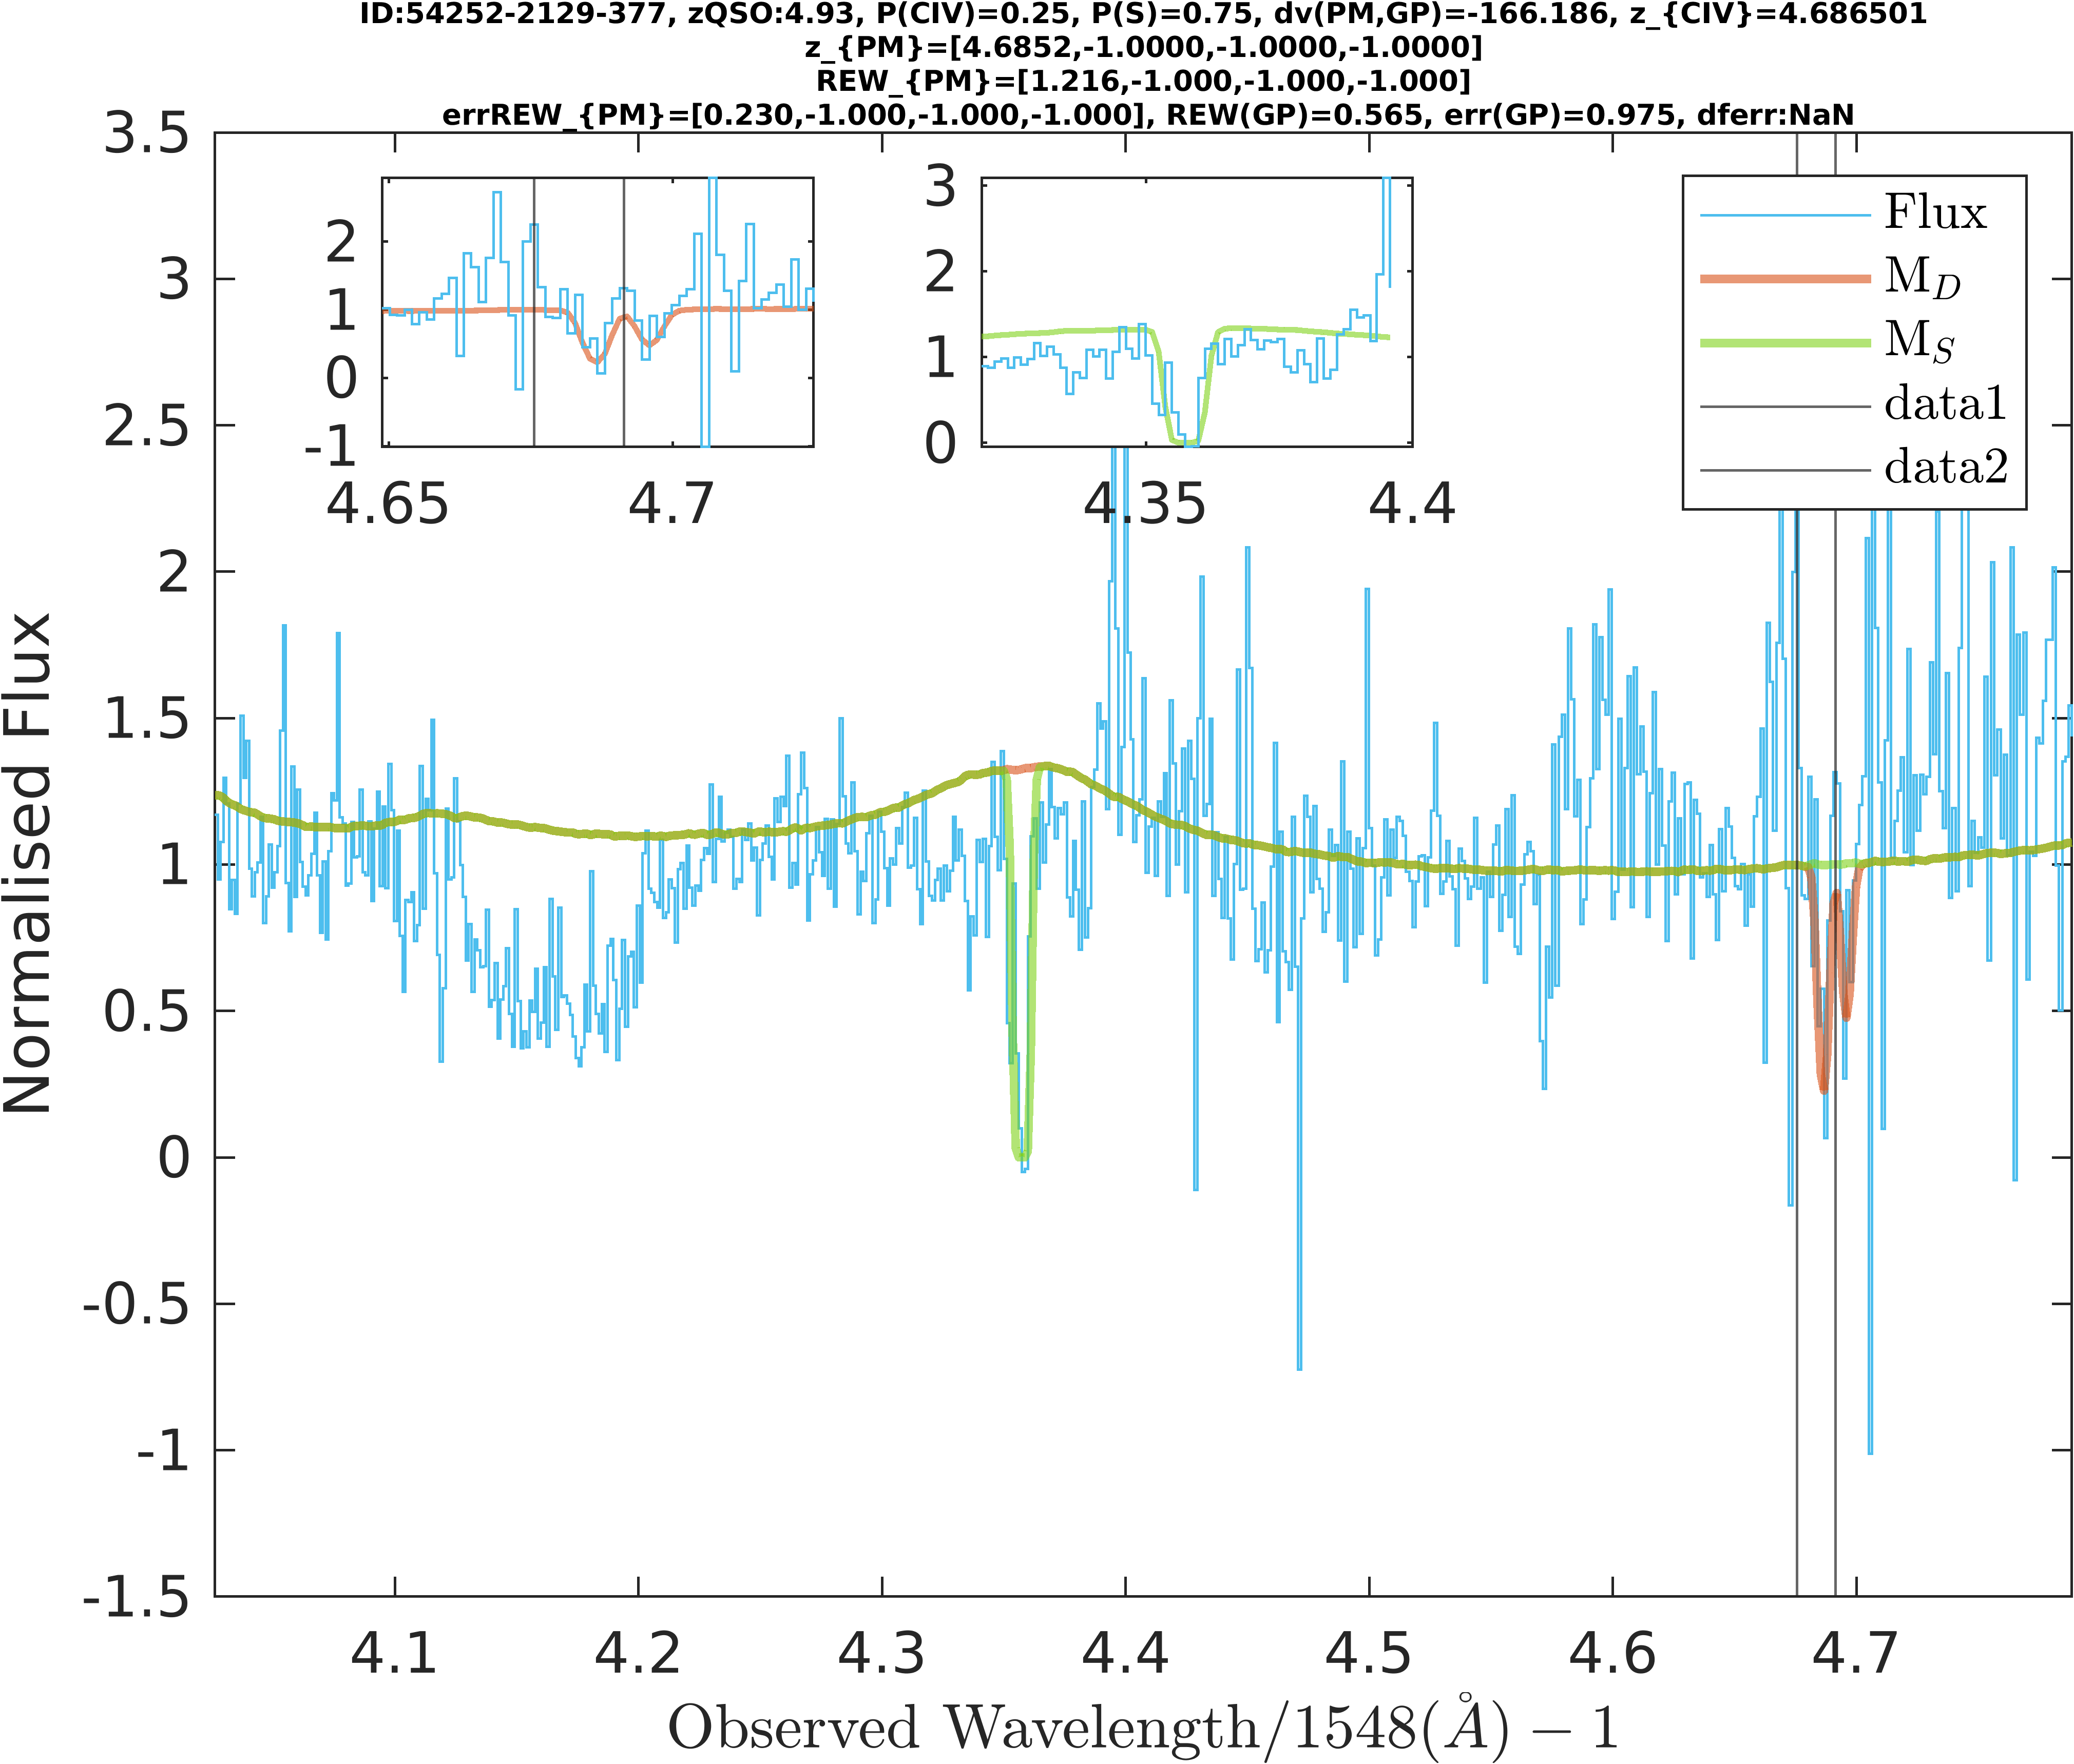 ID:54252-2129-377, zQSO:4.93, P(CIV)=0.25, P(S)=0.75, dv(PM,GP)=-166.186, z_{CIV}=4.686501
z_{PM}=[4.6852,-1.0000,-1.0000,-1.0000]
REW_{PM}=[1.216,-1.000,-1.000,-1.000]
errREW_{PM}=[0.230,-1.000,-1.000,-1.000], REW(GP)=0.565, err(GP)=0.975, dferr:NaN
3.5
3
2.5
2
1.5
1
0.5
0
-0.5
-1
-1.5
Normalised Flux
2
1
0
-1
4.65
4.7
3
2
1
0
4.35
4.4
Flux
M_D
M_S
data1
data2
4.1
4.2
4.3
4.4
4.5
4.6
4.7
Observed Wavelength/1548(Å) − 1